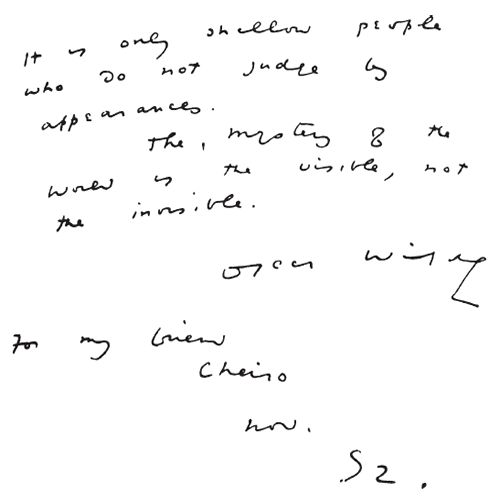 It is only shallow people
who do not judge by
appearances.
The mystery of the
world is the visible, not
the invisible.
Oscar Wilde
For my friend
Cheiro
Nov.
92.